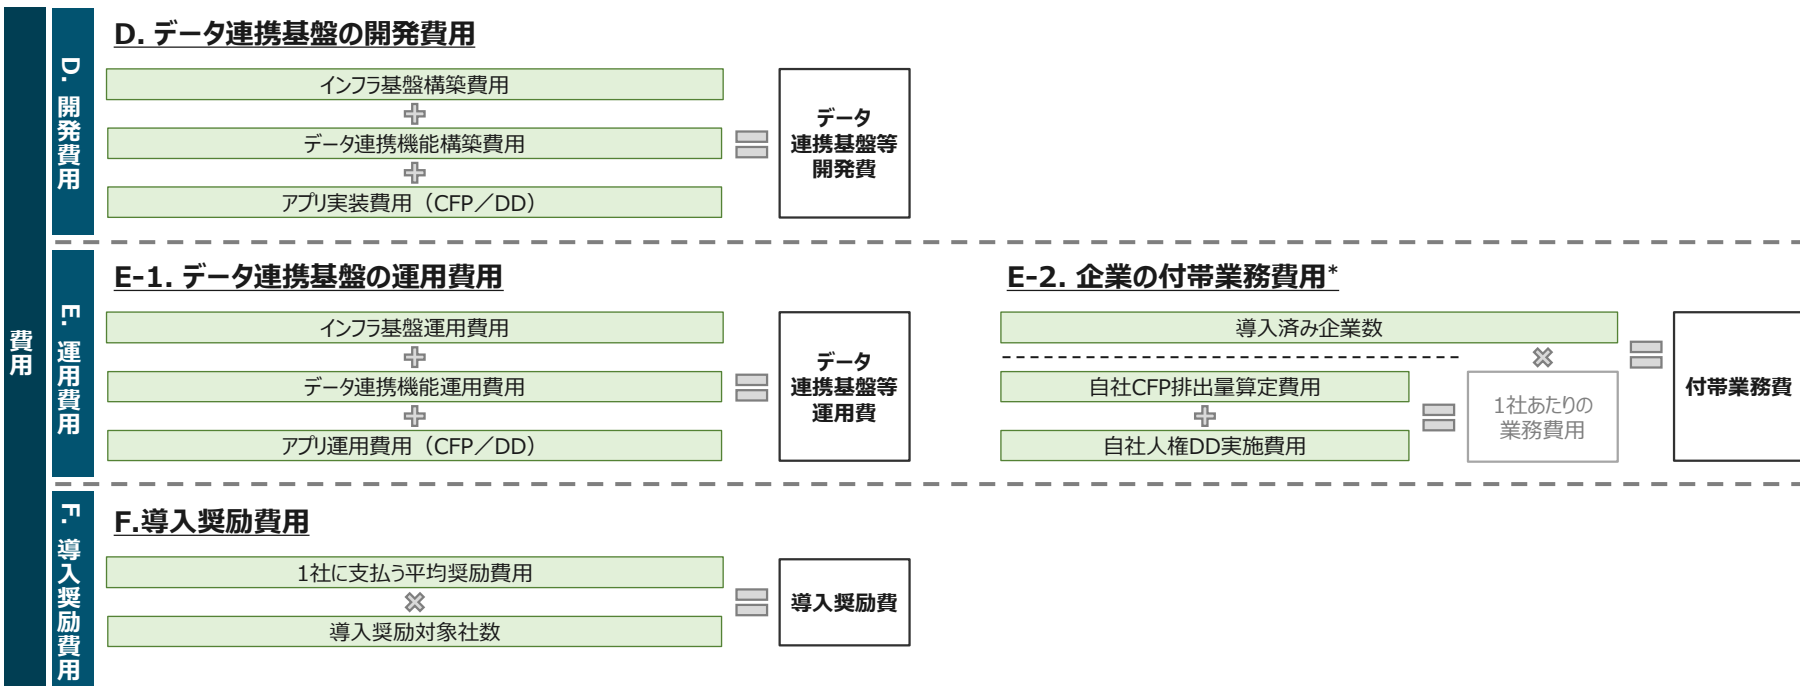 費用
D. 開発費用
D. データ連携基盤の開発費用
インフラ基盤構築費用
データ連携機能構築費用
アプリ実装費用（CFP／DD）
データ
連携基盤等
開発費
E. 運用費用
E-1. データ連携基盤の運用費用
インフラ基盤運用費用
データ連携機能運用費用
アプリ運用費用（CFP／DD）
データ
連携基盤等
運用費
E-2. 企業の付帯業務費用*
導入済み企業数
自社CFP排出量算定費用
自社人権DD実施費用
1社あたりの
業務費用
付帯業務費
F. 導入奨励費用
F.導入奨励費用
1社に支払う平均奨励費用
導入奨励対象社数
導入奨励費